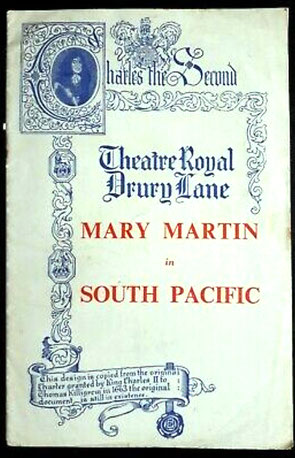 Charles the Second
Theatre Royal
Drury Lane
MARY MARTIN
in
SOUTH PACIFIC
This design is copied from the original
Charter granted by King Charles II to
Thomas Killigrew in 1663 the original
document is still in existence.